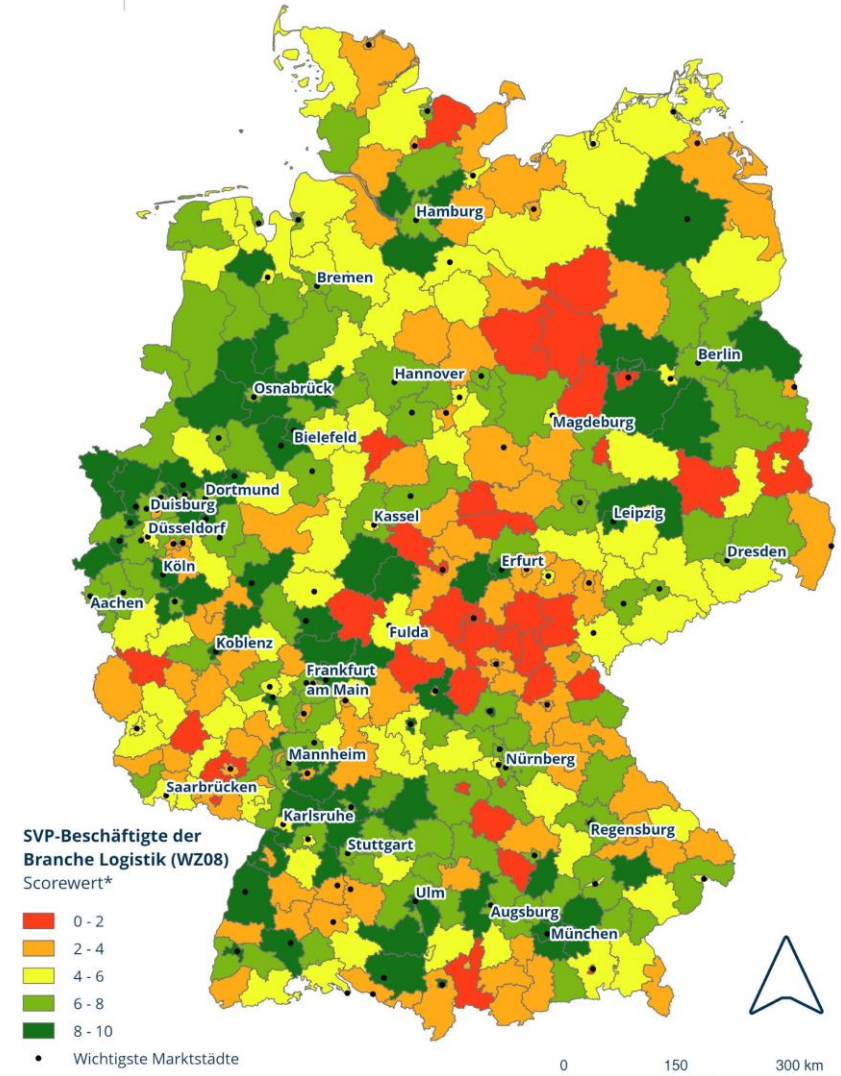 Hamburg
Bremen
Berlin
Hannover
Osnabrück
Magdeburg
Bielefeld
Dortmund
Duisburg
Kassel
Leipzig
Düsseldorf
Dresden
Köln
Erfurt
Aachen
Fulda
Koblenz
Frankfurt
am Main
Mannheim
Nürnberg
Saarbrücken
Karlsruhe
Regensburg
Stuttgart
Ulm
Augsburg
München
SVP-Beschäftigte der
Branche Logistik (WZ08)
Scorewert*
0 - 2
2 - 4
4 - 6
6 - 8
8 - 10
Wichtigste Marktstädte
0 150 300 km